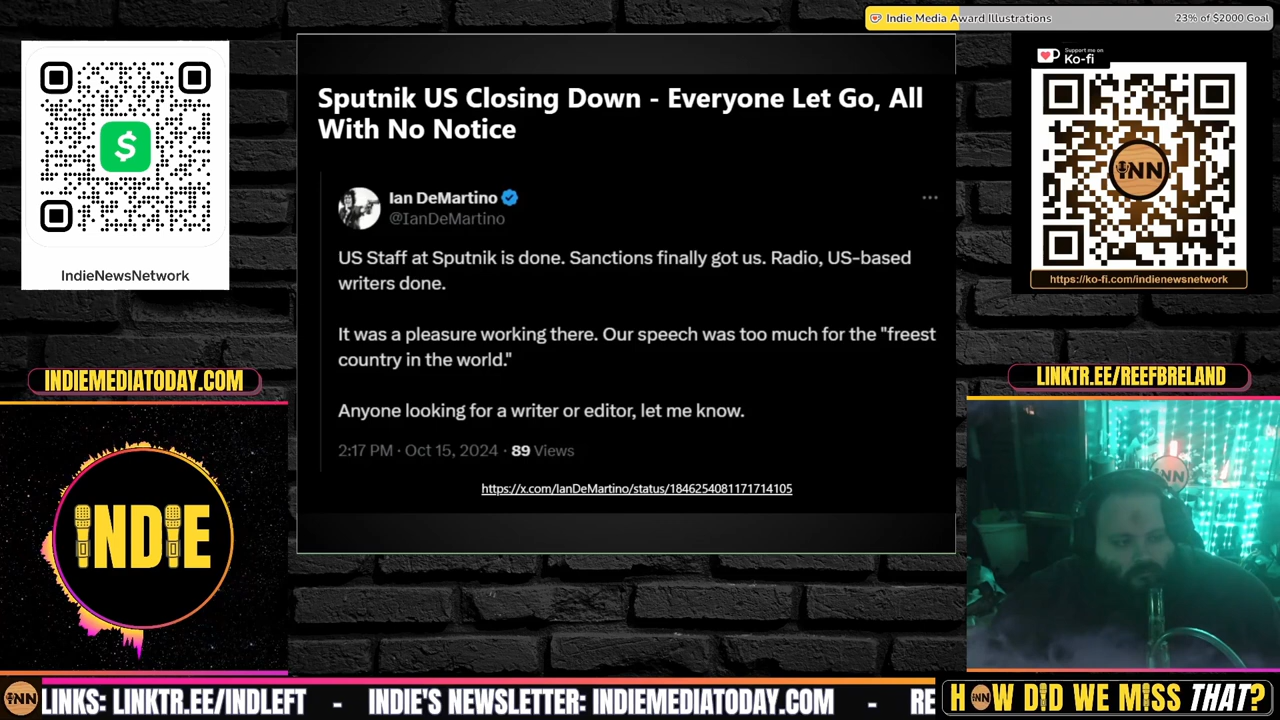 Indie Media Award Illustrations
23% of $2000 Goal
IndieNewsNetwork
INDIEMEDIATODAY.COM
INDIE
Sputnik US Closing Down - Everyone Let Go, All
With No Notice
Ian DeMartino
@IanDeMartino
US Staff at Sputnik is done. Sanctions finally got us. Radio, US-based
writers done.
It was a pleasure working there. Our speech was too much for the "freest
country in the world."
Anyone looking for a writer or editor, let me know.
2:17 PM · Oct 15, 2024 · 89 Views
https://x.com/IanDeMartino/status/1846254081171714105
Support me on
Ko-fi
INN
https://ko-fi.com/indienewsnetwork
LINKTR.EE/REEFBRELAND
INN
INN
LINKS: LINKTR.EE/INDLEFT - INDIE'S NEWSLETTER: INDIEMEDIATODAY.COM - RE
HOW DID WE MISS THAT?